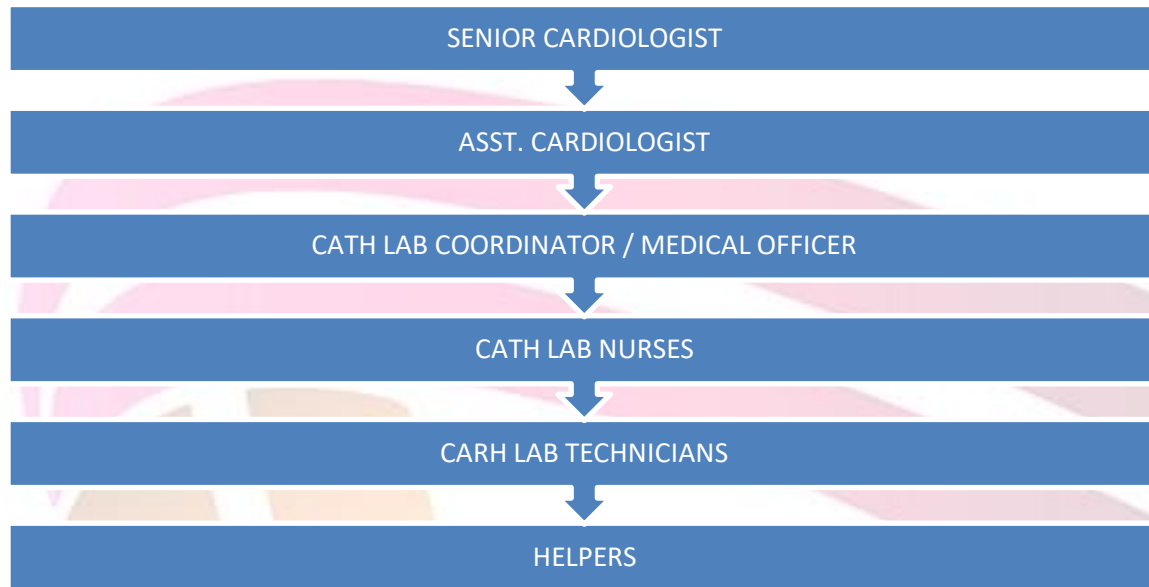 SENIOR CARDIOLOGIST
ASST. CARDIOLOGIST
CATH LAB COORDINATOR / MEDICAL OFFICER
CATH LAB NURSES
CARH LAB TECHNICIANS
HELPERS